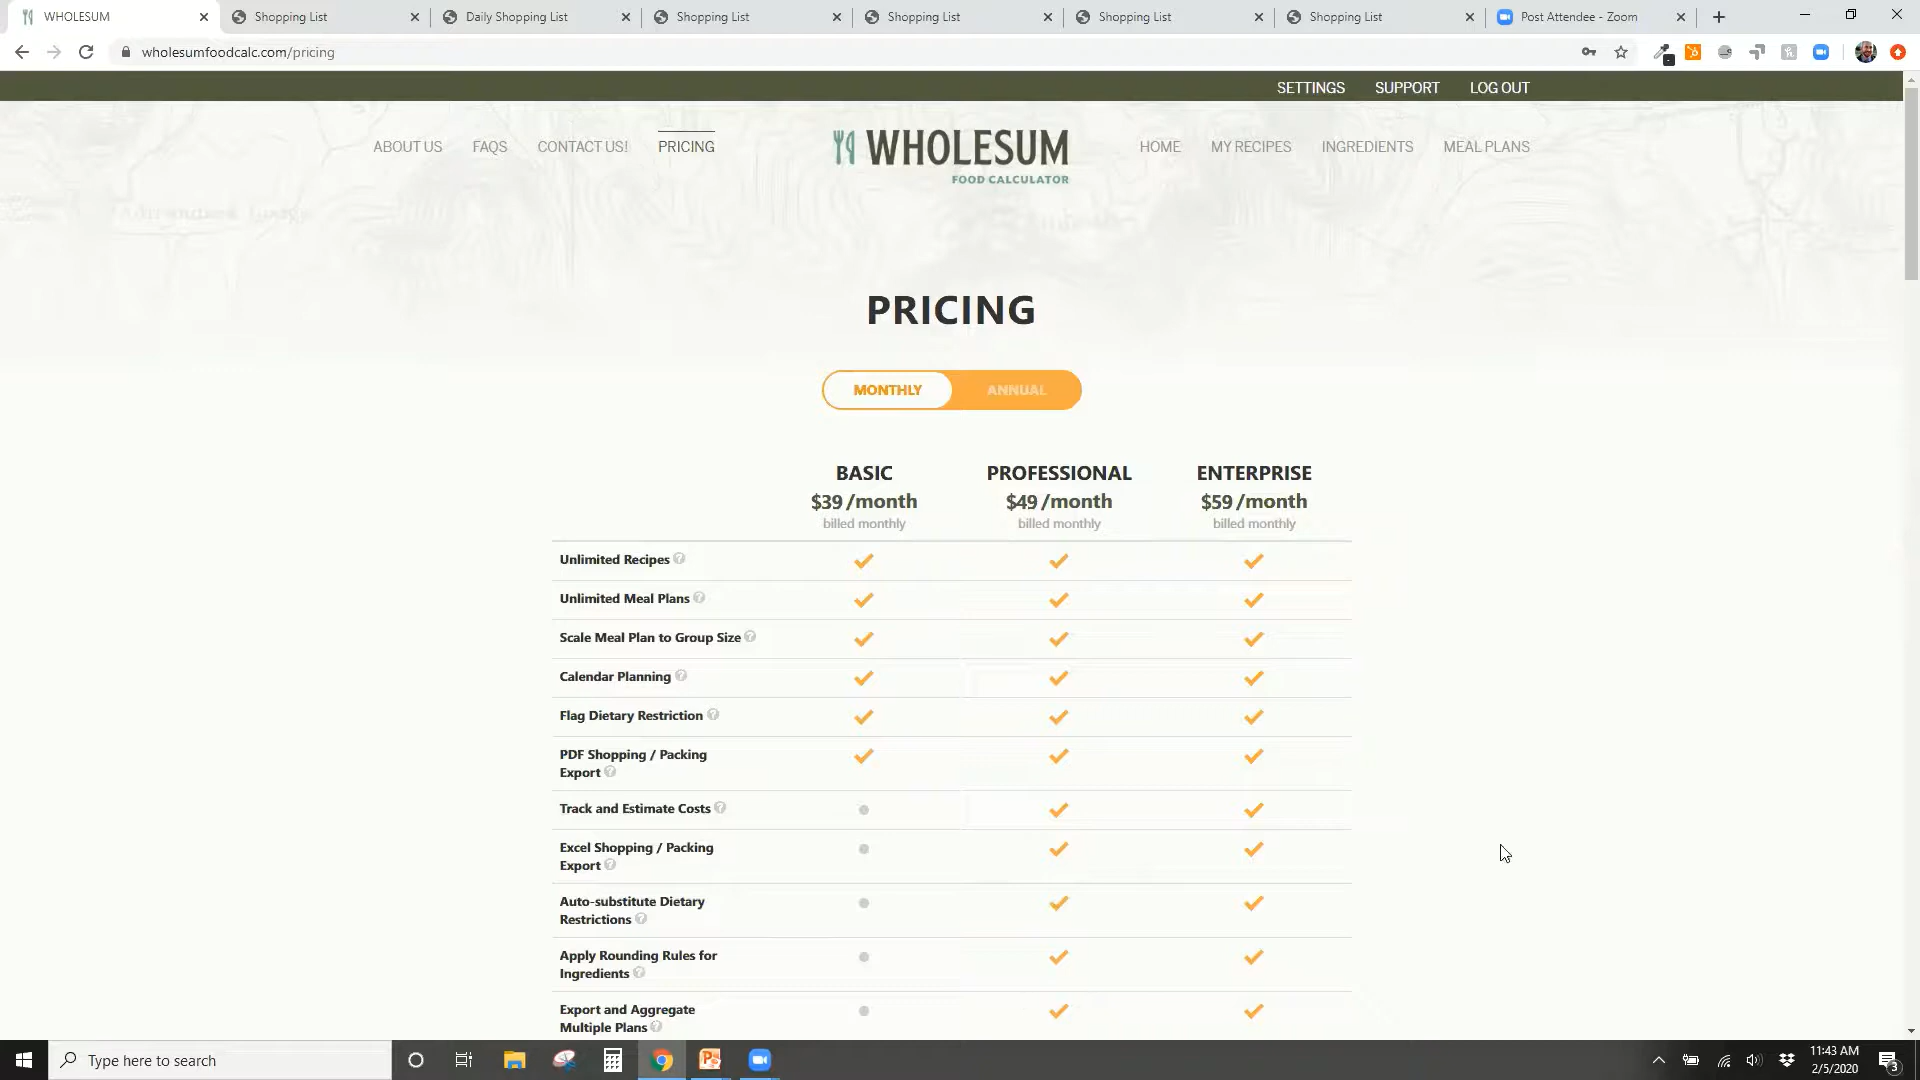 WHOLESUM
Shopping List
Daily Shopping List
Shopping List
Shopping List
Shopping List
Shopping List
Post Attendee - Zoom
wholesumfoodcalc.com/pricing
SETTINGS
SUPPORT
LOG OUT
ABOUT US
FAQS
CONTACT US!
PRICING
WHOLESUM
FOOD CALCULATOR
HOME
MY RECIPES
INGREDIENTS
MEAL PLANS
PRICING
MONTHLY
ANNUAL
BASIC
PROFESSIONAL
ENTERPRISE
$39 /month
$49 /month
$59 /month
billed monthly
billed monthly
billed monthly
Unlimited Recipes ?
Unlimited Meal Plans ?
Scale Meal Plan to Group Size ?
Calendar Planning ?
Flag Dietary Restriction ?
PDF Shopping / Packing
Export ?
Track and Estimate Costs ?
Excel Shopping / Packing
Export ?
Auto-substitute Dietary
Restrictions ?
Apply Rounding Rules for
Ingredients ?
Export and Aggregate
Multiple Plans ?
Type here to search
11:43 AM
2/5/2020
3